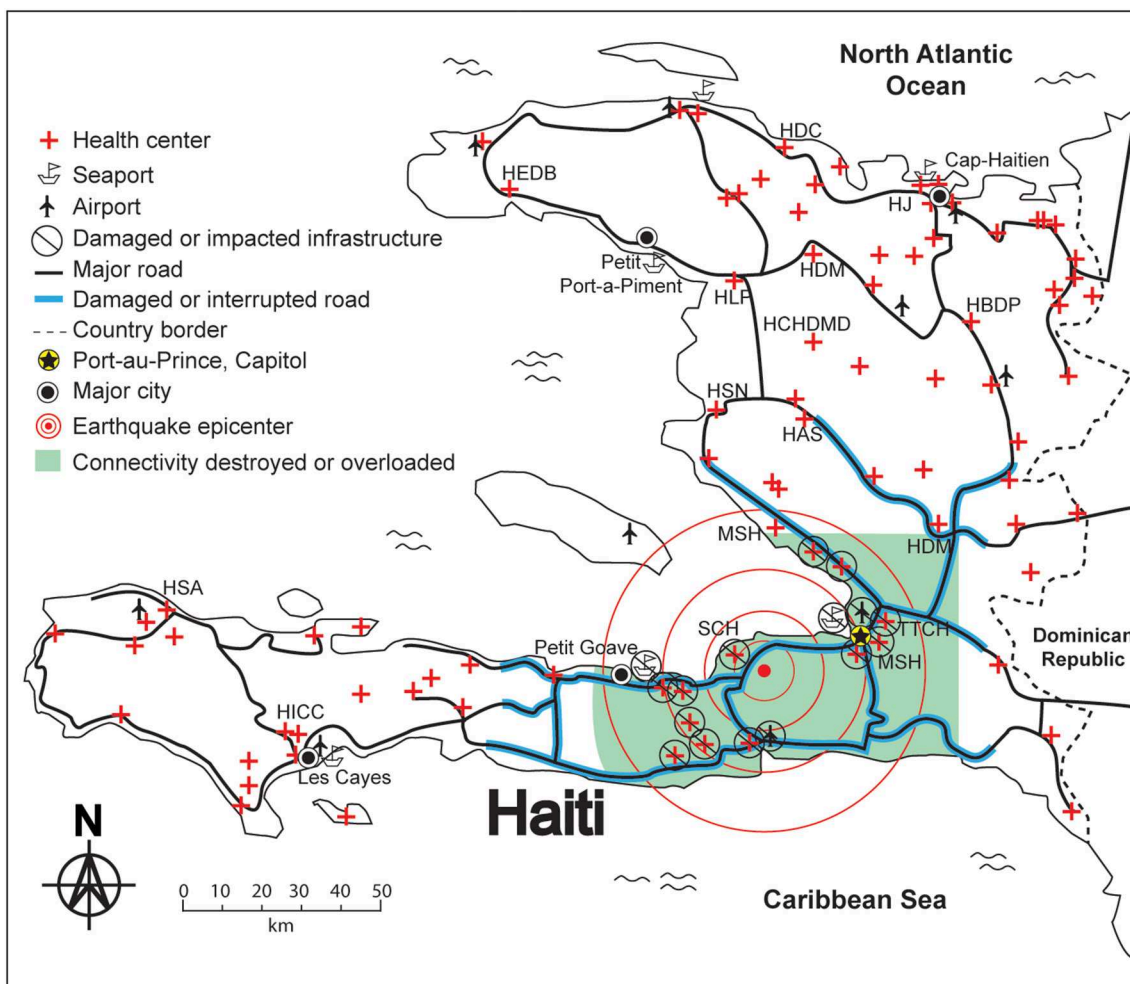 North Atlantic
Ocean
Health center
Seaport
Airport
Damaged or impacted infrastructure
Major road
Damaged or interrupted road
Country border
Port-au-Prince, Capitol
Major city
Earthquake epicenter
Connectivity destroyed or overloaded
HDC
Cap-Haitien
HEDB
HJ
Petit
Port-a-Piment
HDM
HLP
HBDP
HCHDMD
HSN
HAS
MSH
HDM
HSA
SCH
TTCH
Petit Goave
MSH
Dominican
Republic
HICC
Les Cayes
Haiti
N
0 10 20 30 40 50
km
Caribbean Sea